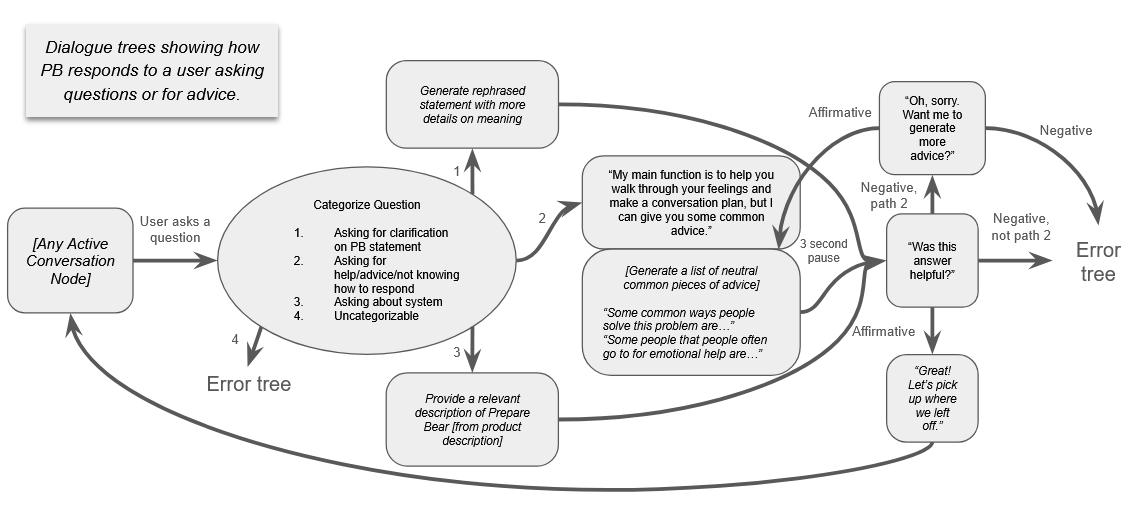 Dialogue trees showing how
PB responds to a user asking
questions or for advice.
[Any Active
Conversation
Node]
User asks a
question
Categorize Question
1. Asking for clarification
on PB statement
2. Asking for
help/advice/not knowing
how to respond
3. Asking about system
4. Uncategorizable
1
2
3
4
Error tree
Generate rephrased
statement with more
details on meaning
“My main function is to help you
walk through your feelings and
make a conversation plan, but I
can give you some common
advice.”
[Generate a list of neutral
common pieces of advice]
“Some common ways people
solve this problem are…”
“Some people that people often
go to for emotional help are…”
Provide a relevant
description of Prepare
Bear [from product
description]
3 second
pause
“Was this
answer
helpful?”
Negative,
path 2
“Oh, sorry.
Want me to
generate
more
advice?”
Affirmative
Negative
Negative,
not path 2
Error
tree
Affirmative
“Great!
Let’s pick
up where
we left
off.”